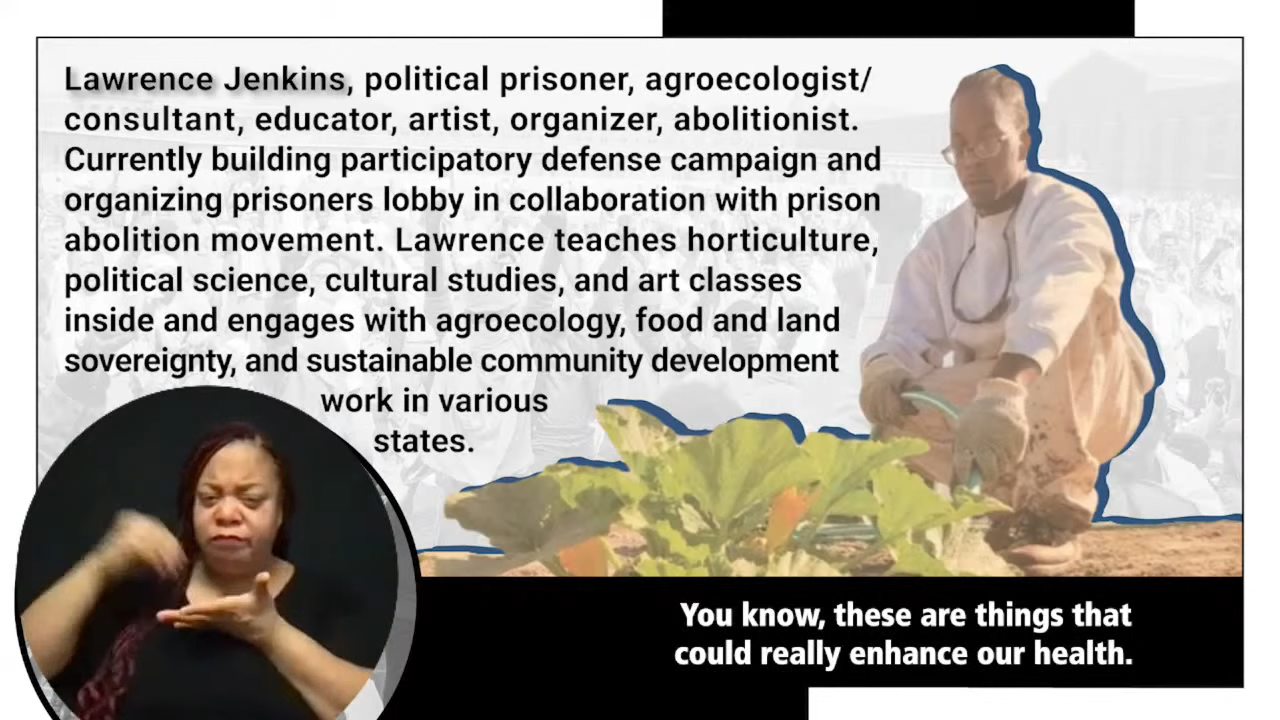 Lawrence Jenkins, political prisoner, agroecologist/
consultant, educator, artist, organizer, abolitionist.
Currently building participatory defense campaign and
organizing prisoners lobby in collaboration with prison
abolition movement. Lawrence teaches horticulture,
political science, cultural studies, and art classes
inside and engages with agroecology, food and land
sovereignty, and sustainable community development
work in various
states.
You know, these are things that
could really enhance our health.